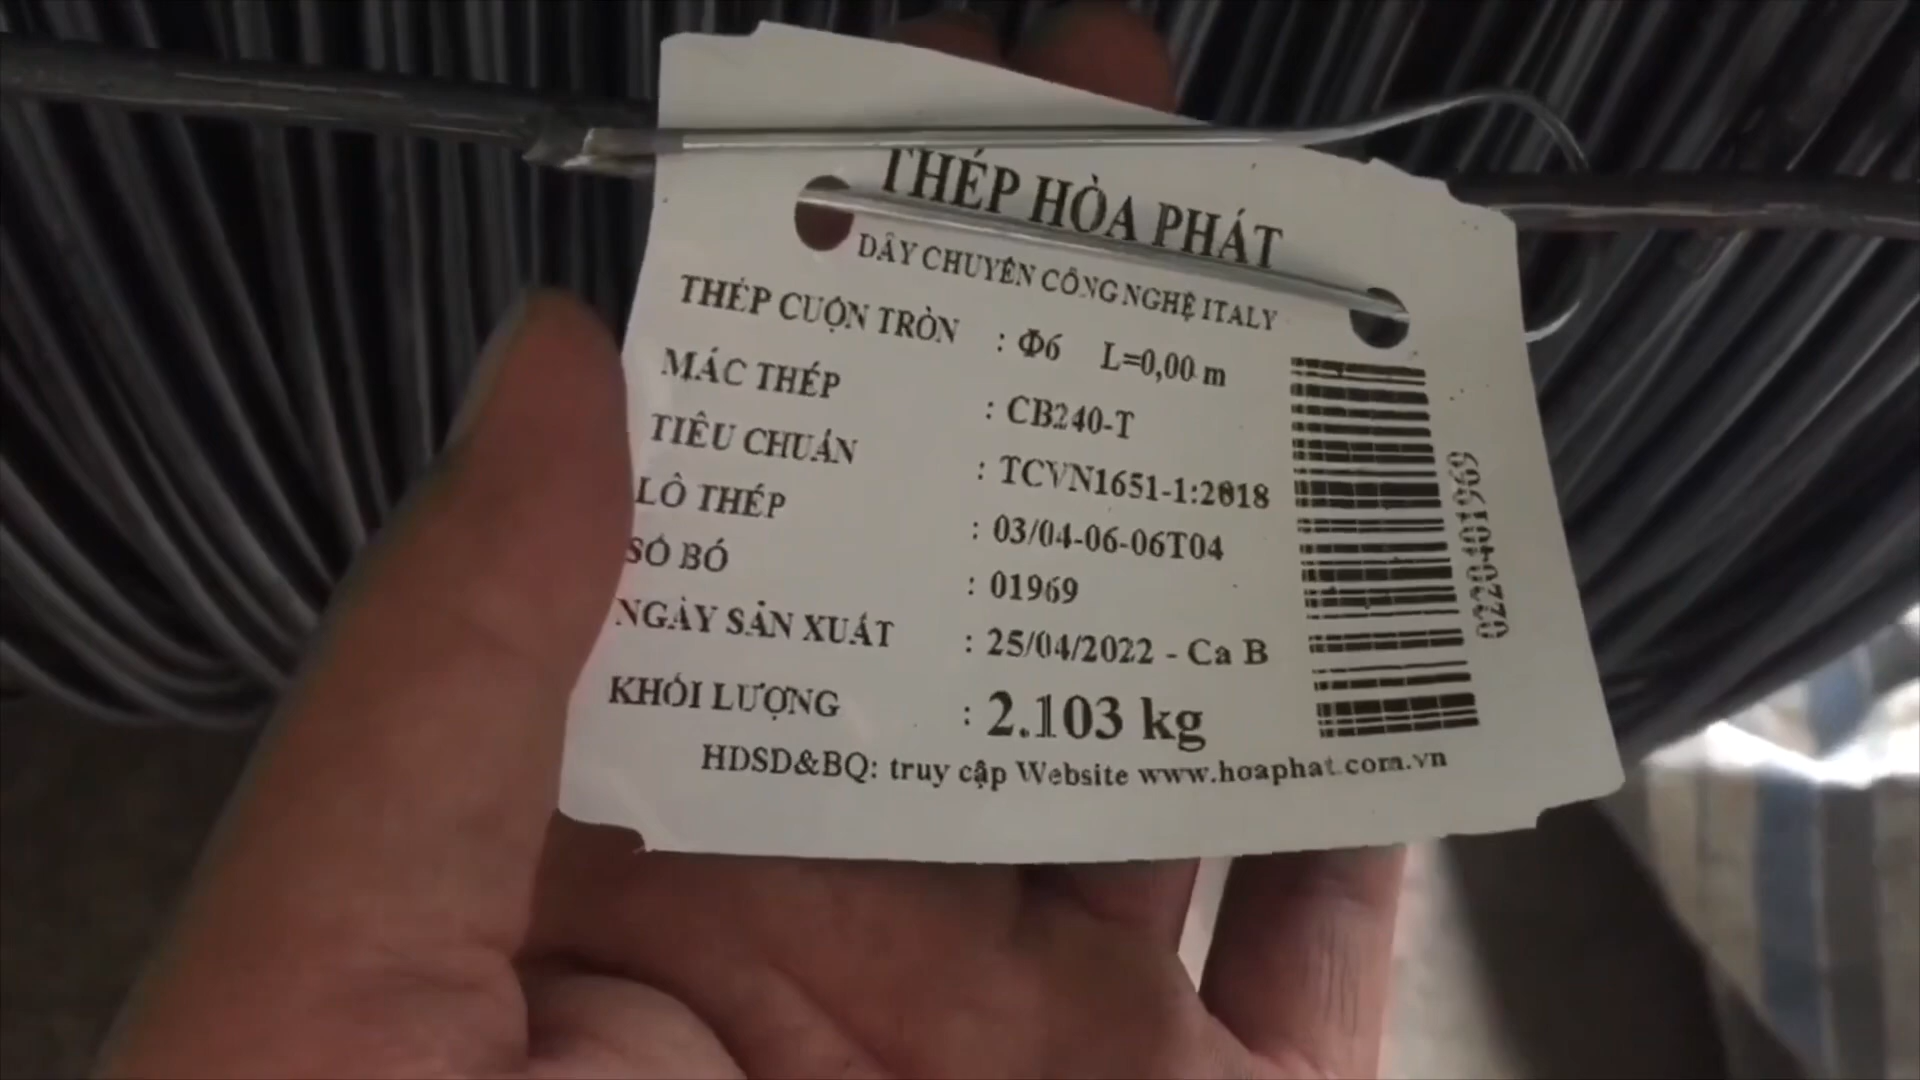 THÉP HÒA PHÁT
DÂY CHUYỀN CÔNG NGHỆ ITALY
THÉP CUỘN TRÒN : Φ6 L=0,00 m
MÁC THÉP : CB240-T
TIÊU CHUẨN : TCVN1651-1:2018
LÔ THÉP : 03/04-06-06T04
SỐ BÓ : 01969
NGÀY SẢN XUẤT : 25/04/2022 - Ca B
KHỐI LƯỢNG : 2.103 kg
HDSD&BQ: truy cập Website www.hoaphat.com.vn
0220401969